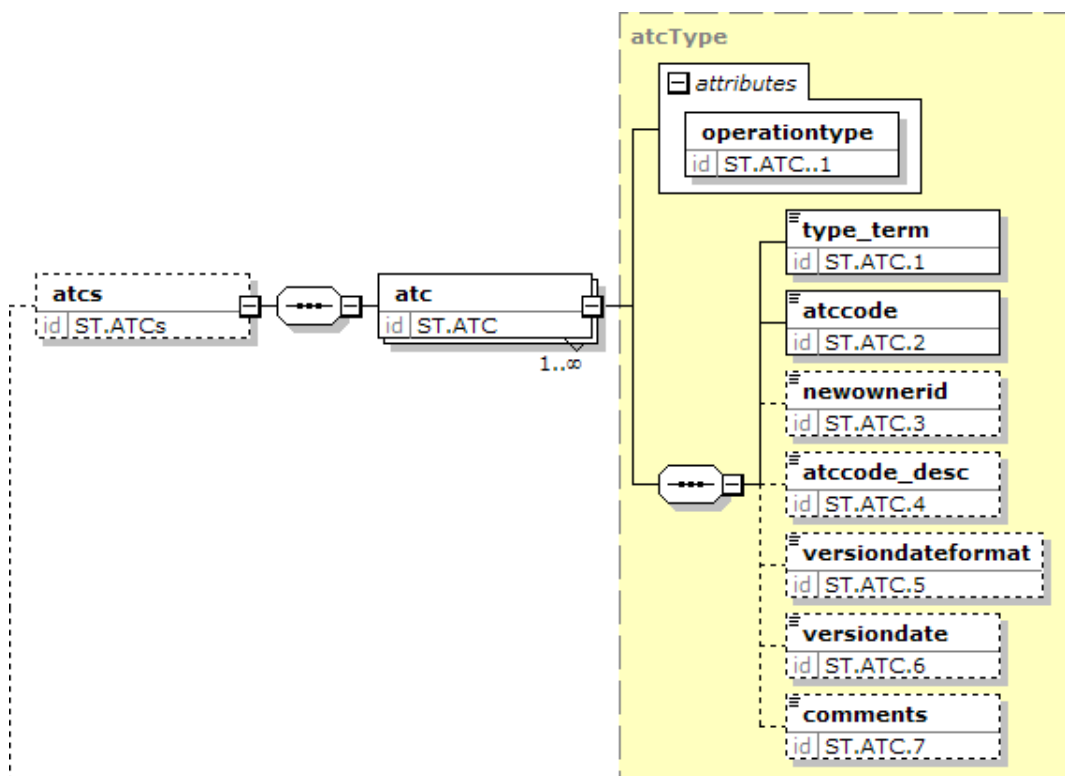 atcType
attributes
operationtype
id ST.ATC..1
type_term
id ST.ATC.1
atcs
id ST.ATCs
atc
id ST.ATC
1..∞
atccode
id ST.ATC.2
newownerid
id ST.ATC.3
atccode_desc
id ST.ATC.4
versiondateformat
id ST.ATC.5
versiondate
id ST.ATC.6
comments
id ST.ATC.7